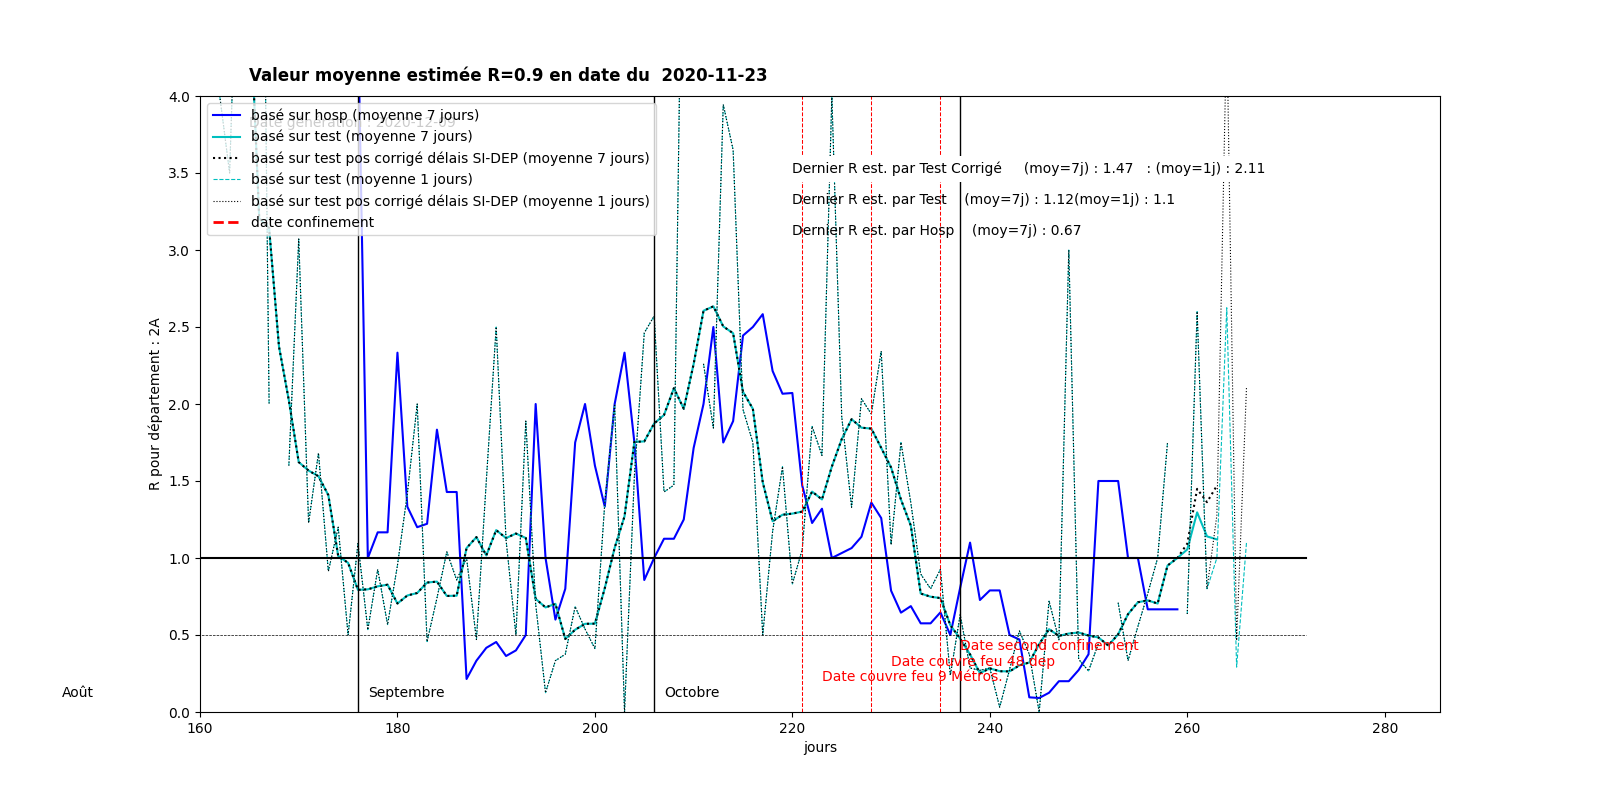 Valeur moyenne estimée R=0.9 en date du  2020-11-23
4.0
3.5
3.0
2.5
2.0
1.5
1.0
0.5
0.0
R pour département : 2A
basé sur hosp (moyenne 7 jours)
basé sur test (moyenne 7 jours)
basé sur test pos corrigé délais SI-DEP (moyenne 7 jours)
basé sur test (moyenne 1 jours)
basé sur test pos corrigé délais SI-DEP (moyenne 1 jours)
date confinement
: 2020-12-09
Dernier R est. par Test Corrigé     (moy=7j) : 1.47   : (moy=1j) : 2.11
Dernier R est. par Test    (moy=7j) : 1.12(moy=1j) : 1.1
Dernier R est. par Hosp    (moy=7j) : 0.67
Date second confinement
Date couvre feu 48 dep
Date couvre feu 9 Métros.
Août
Septembre
Octobre
160 180 200 220 240 260 280
jours